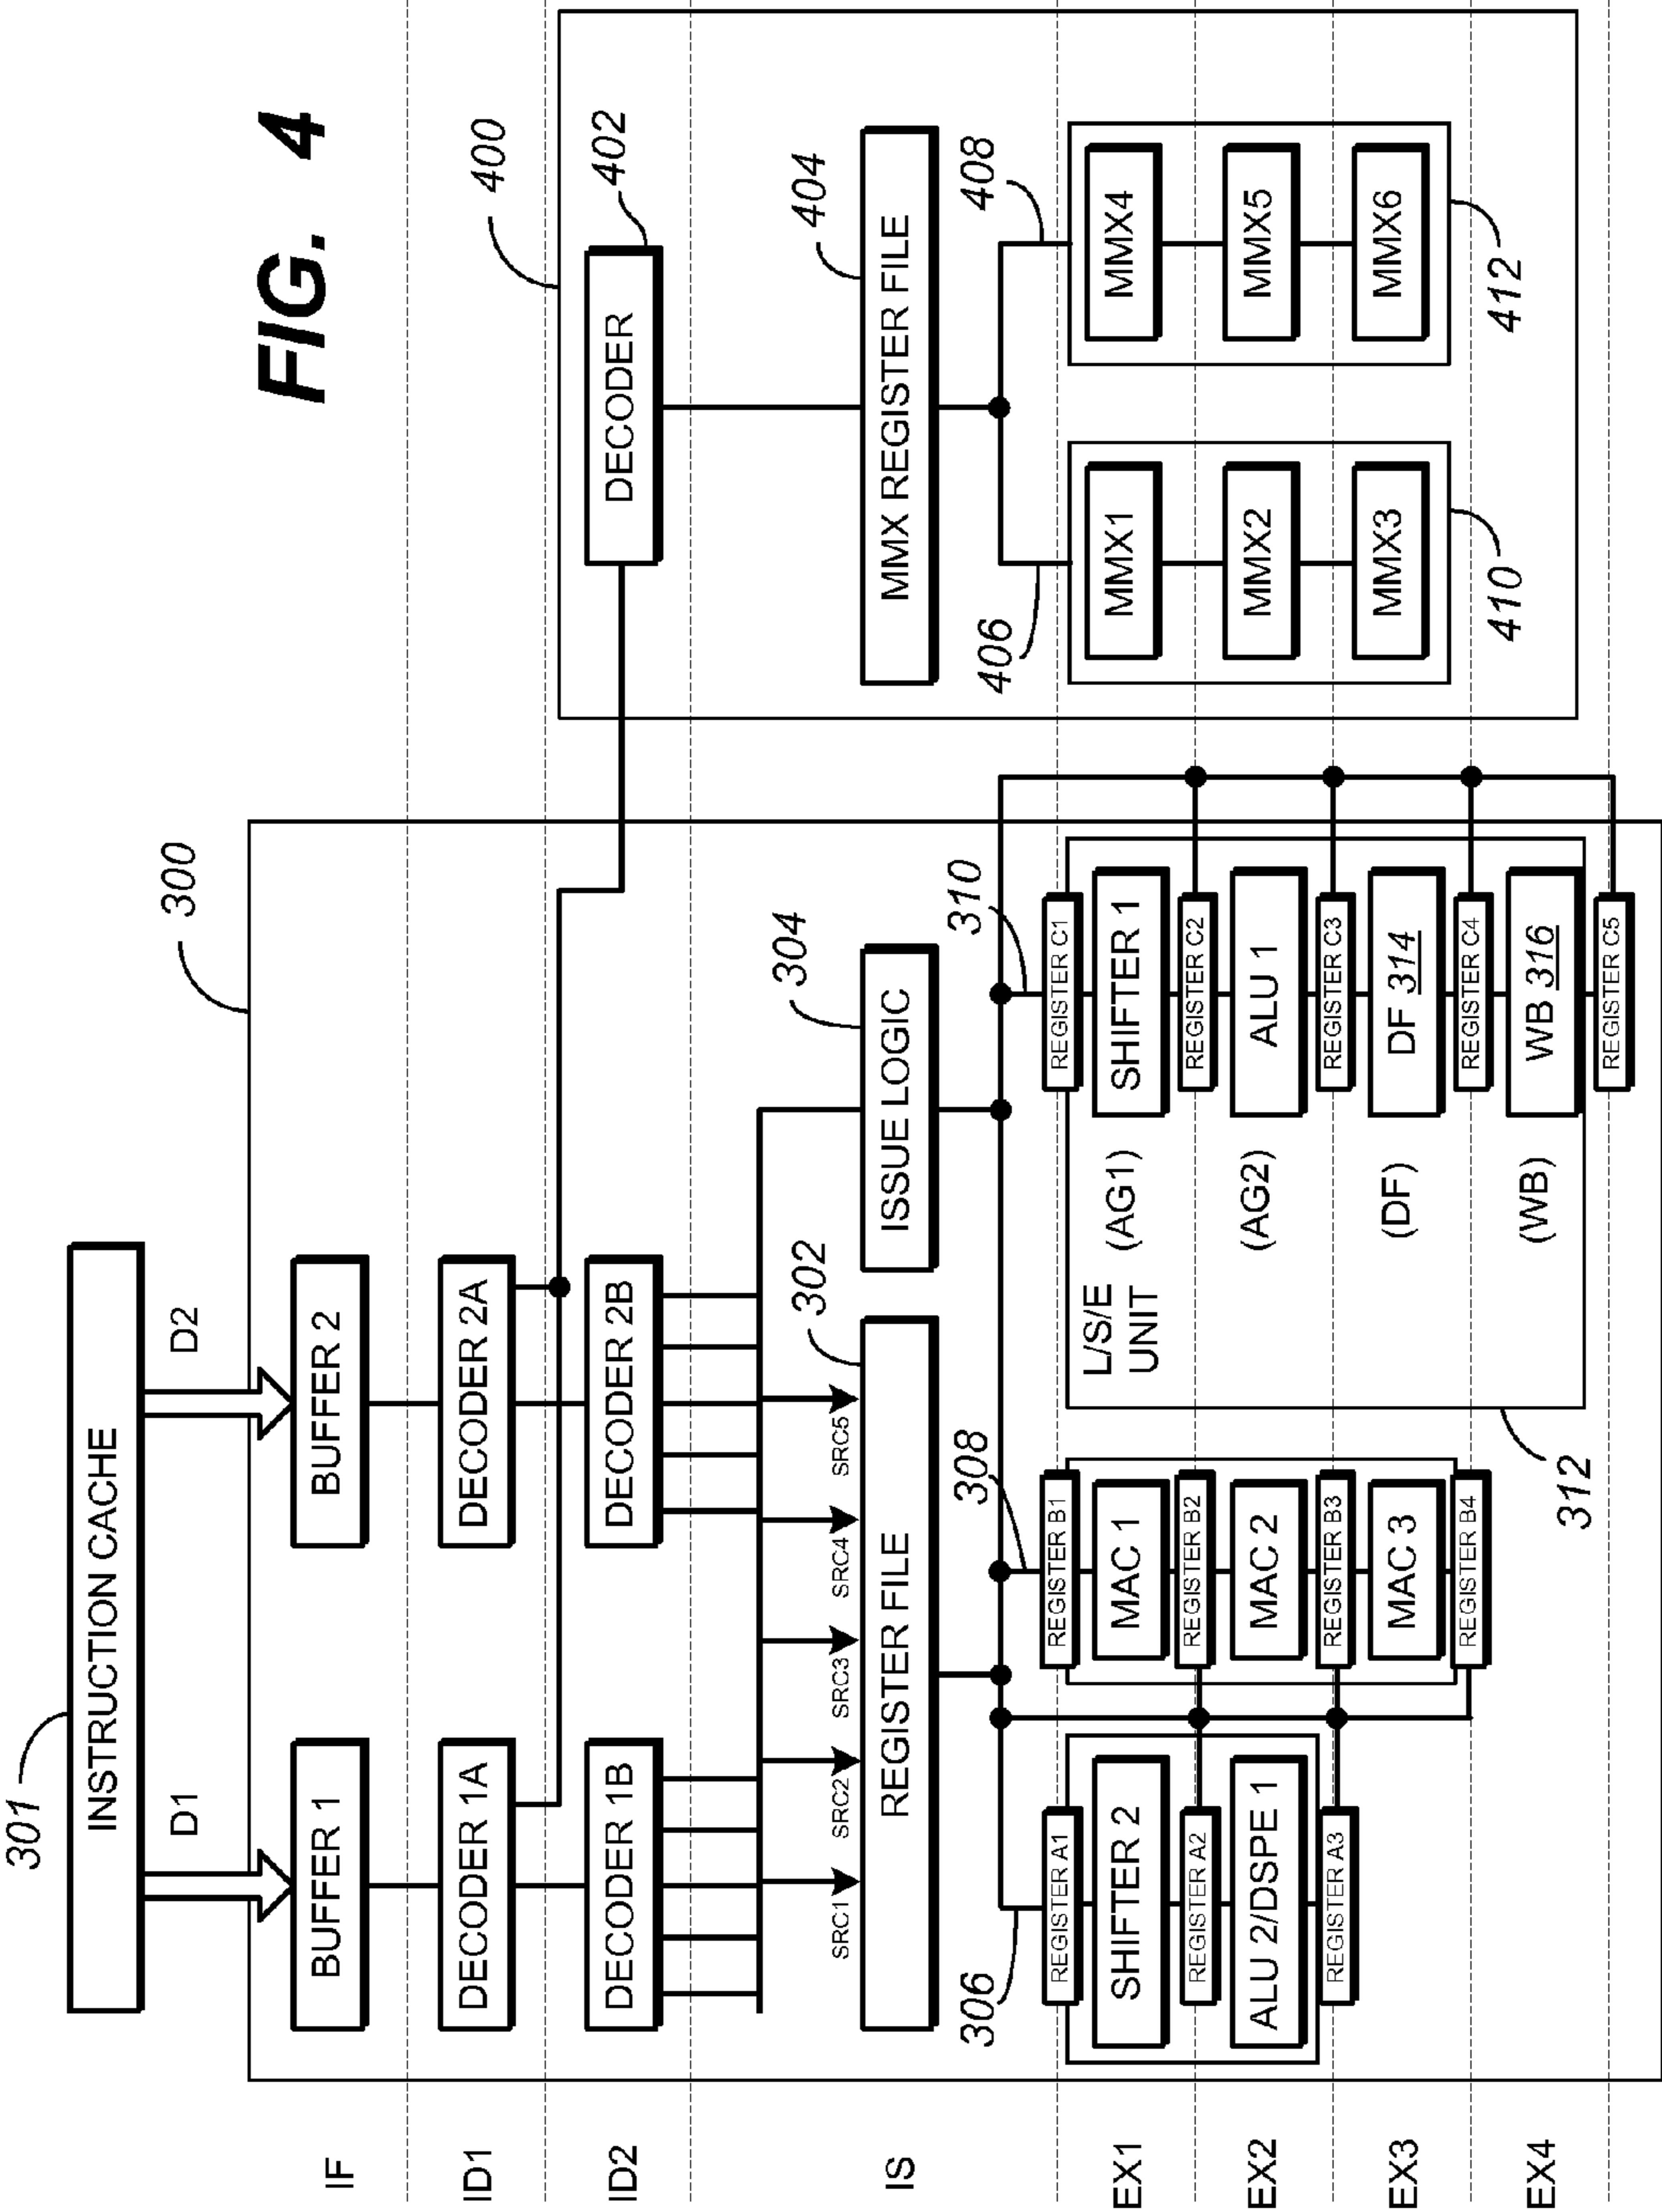 FIG. 4
301
INSTRUCTION CACHE
D1
D2
300
IF
BUFFER 1
BUFFER 2
400
ID1
DECODER 1A
DECODER 2A
402
ID2
DECODER 1B
DECODER 2B
DECODER
302
304
404
SRC1
SRC2
SRC3
SRC4
SRC5
IS
REGISTER FILE
ISSUE LOGIC
MMX REGISTER FILE
306
308
310
406
408
REGISTER A1
REGISTER B1
REGISTER C1
L/S/E
UNIT
EX1
SHIFTER 2
MAC 1
(AG1)
SHIFTER 1
MMX1
MMX4
REGISTER A2
REGISTER B2
REGISTER C2
EX2
ALU 2/DSPE 1
MAC 2
(AG2)
ALU 1
MMX2
MMX5
REGISTER A3
REGISTER B3
REGISTER C3
EX3
MAC 3
(DF)
DF 314
MMX3
MMX6
REGISTER B4
REGISTER C4
410
412
EX4
(WB)
WB 316
312
REGISTER C5